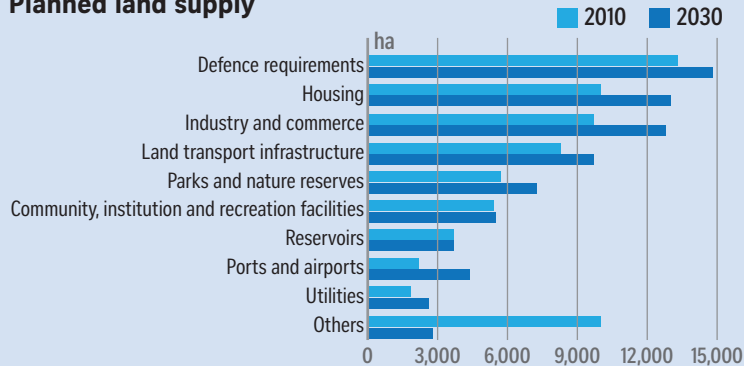 Planned land supply
2010 2030
ha
Defence requirements
Housing
Industry and commerce
Land transport infrastructure
Parks and nature reserves
Community, institution and recreation facilities
Reservoirs
Ports and airports
Utilities
Others
0 3,000 6,000 9,000 12,000 15,000